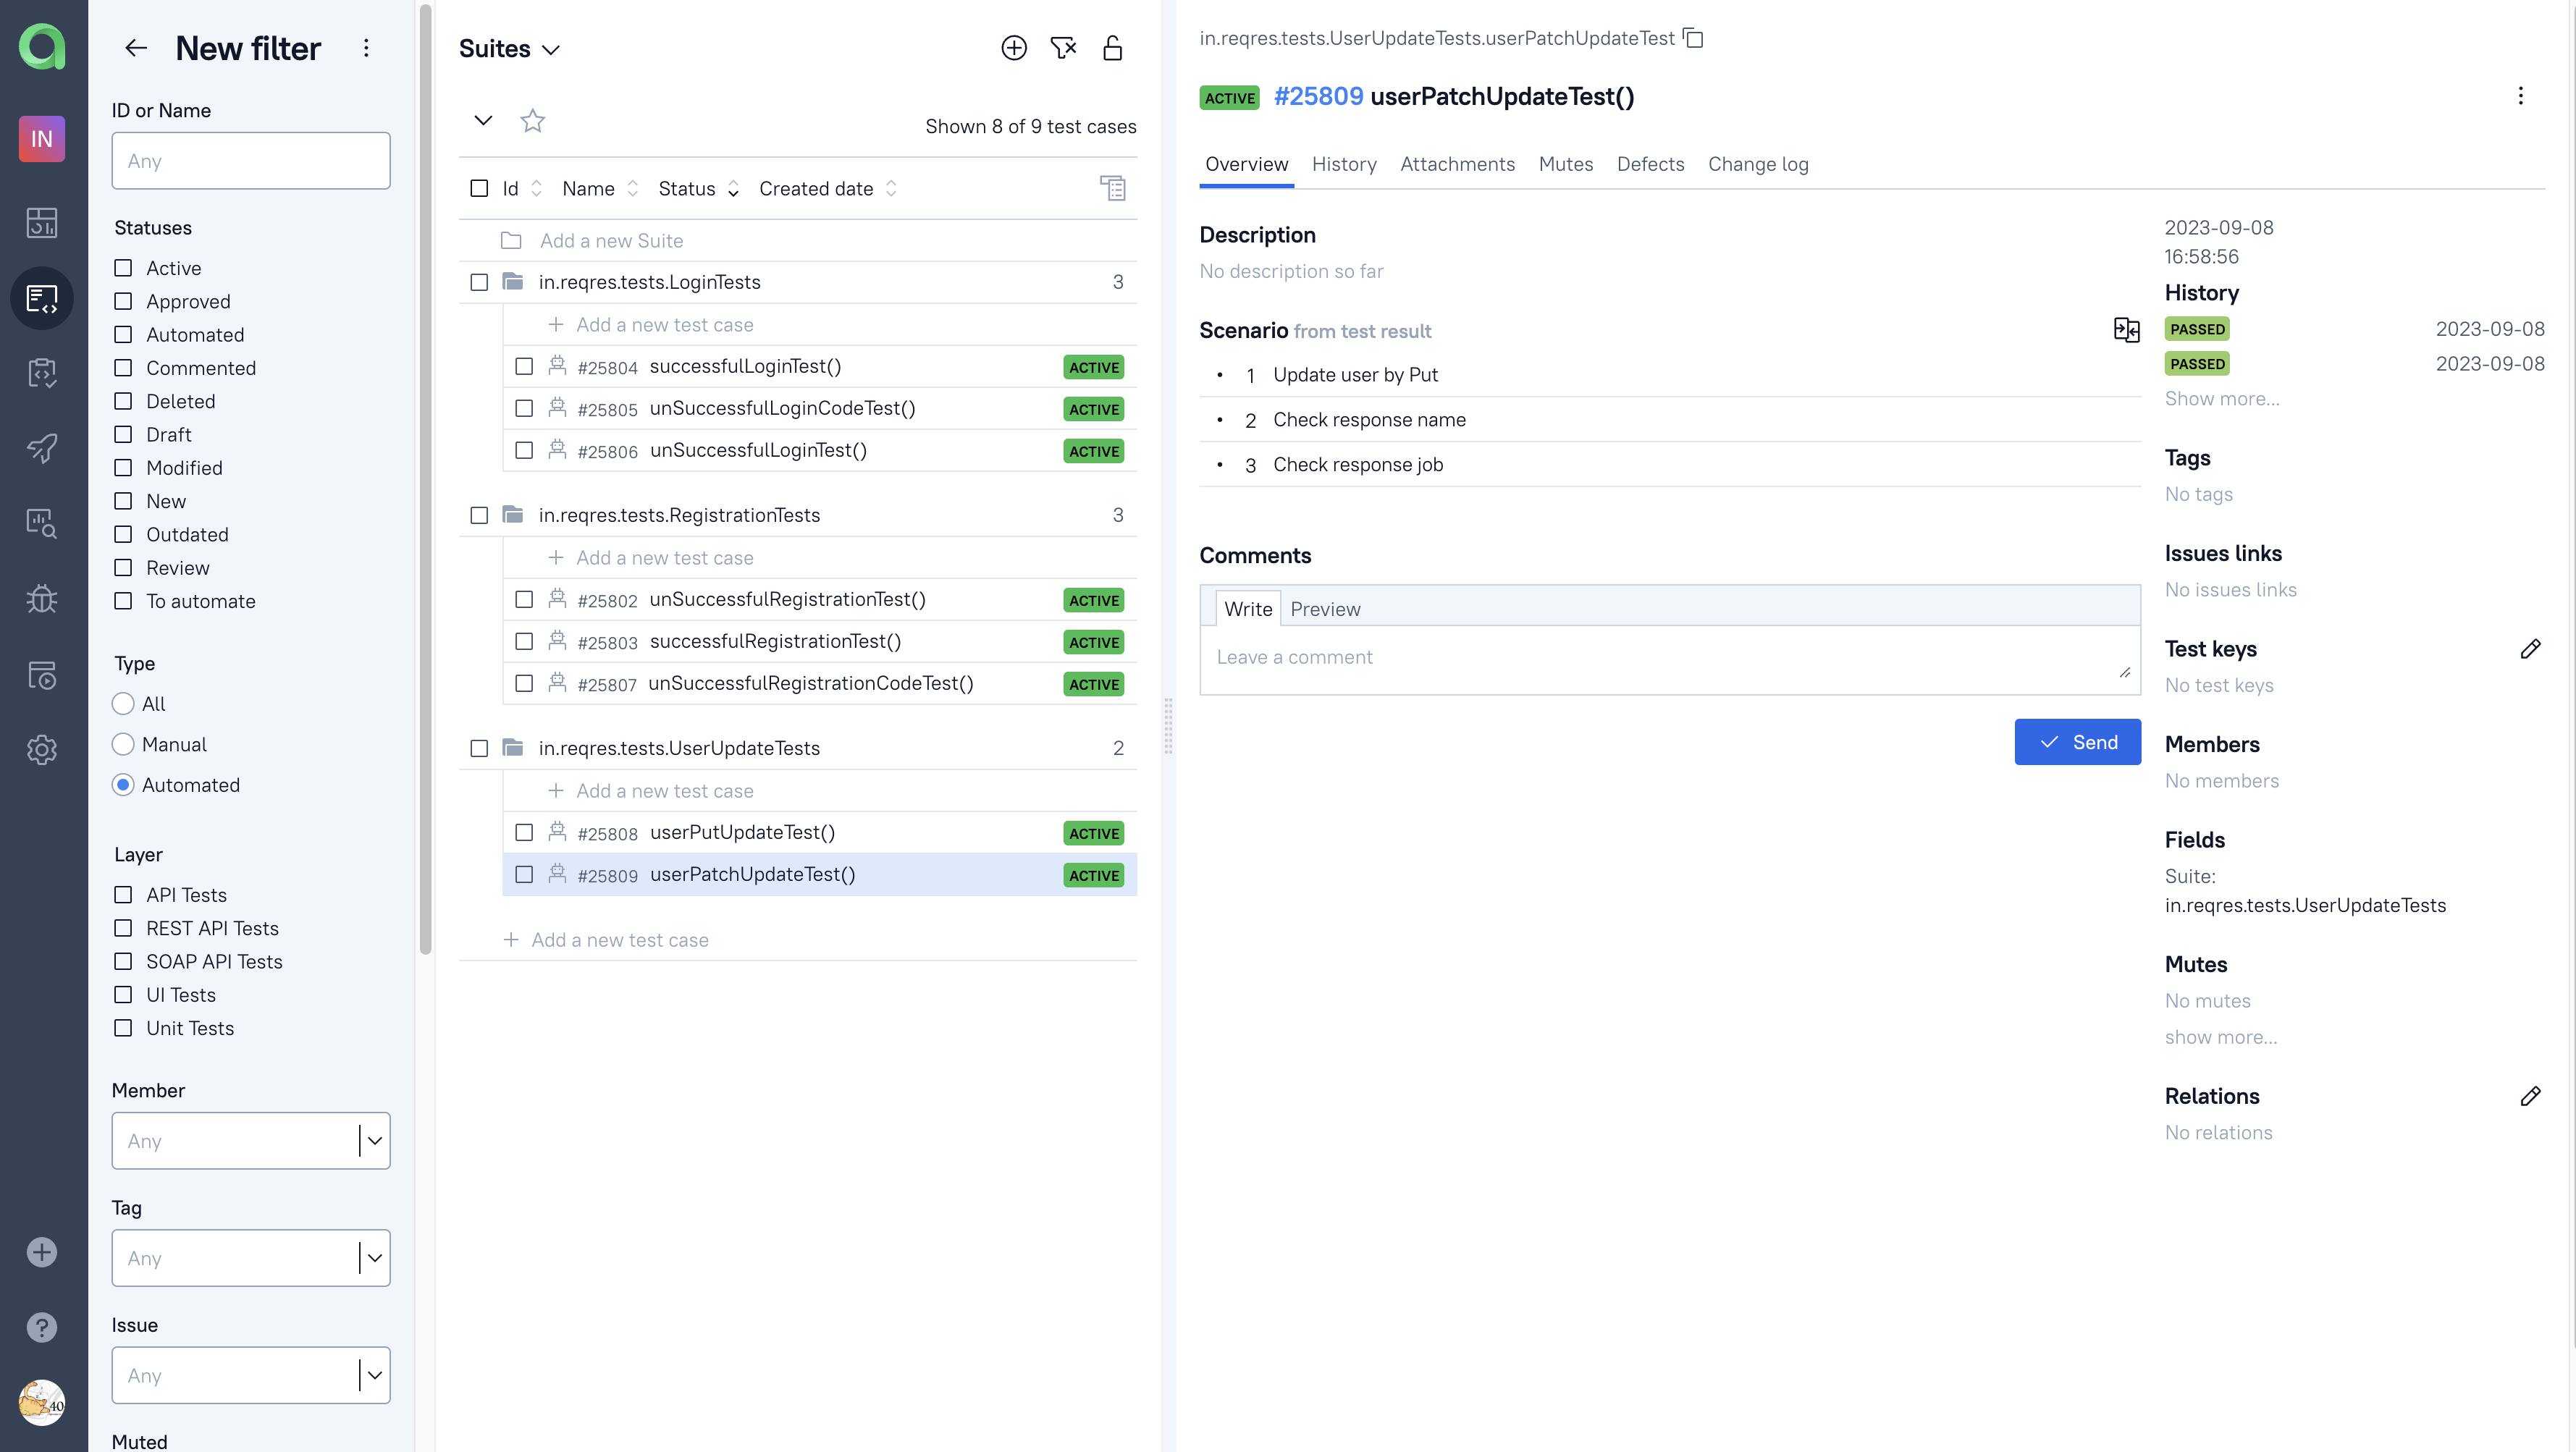 IN
40
New filter
ID or Name
Any
Statuses
Active
Approved
Automated
Commented
Deleted
Draft
Modified
New
Outdated
Review
To automate
Type
All
Manual
Automated
Layer
API Tests
REST API Tests
SOAP API Tests
UI Tests
Unit Tests
Member
Any
Tag
Any
Issue
Any
Muted
Suites
Shown 8 of 9 test cases
Id Name Status Created date
Add a new Suite
in.reqres.tests.LoginTests 3
Add a new test case
#25804 successfulLoginTest() ACTIVE
#25805 unSuccessfulLoginCodeTest() ACTIVE
#25806 unSuccessfulLoginTest() ACTIVE
in.reqres.tests.RegistrationTests 3
Add a new test case
#25802 unSuccessfulRegistrationTest() ACTIVE
#25803 successfulRegistrationTest() ACTIVE
#25807 unSuccessfulRegistrationCodeTest() ACTIVE
in.reqres.tests.UserUpdateTests 2
Add a new test case
#25808 userPutUpdateTest() ACTIVE
#25809 userPatchUpdateTest() ACTIVE
Add a new test case
in.reqres.tests.UserUpdateTests.userPatchUpdateTest
ACTIVE #25809 userPatchUpdateTest()
Overview History Attachments Mutes Defects Change log
Description
No description so far
Scenario from test result
• 1 Update user by Put
• 2 Check response name
• 3 Check response job
Comments
Write Preview
Leave a comment
Send
2023-09-08
16:58:56
History
PASSED 2023-09-08
PASSED 2023-09-08
Show more...
Tags
No tags
Issues links
No issues links
Test keys
No test keys
Members
No members
Fields
Suite:
in.reqres.tests.UserUpdateTests
Mutes
No mutes
show more...
Relations
No relations